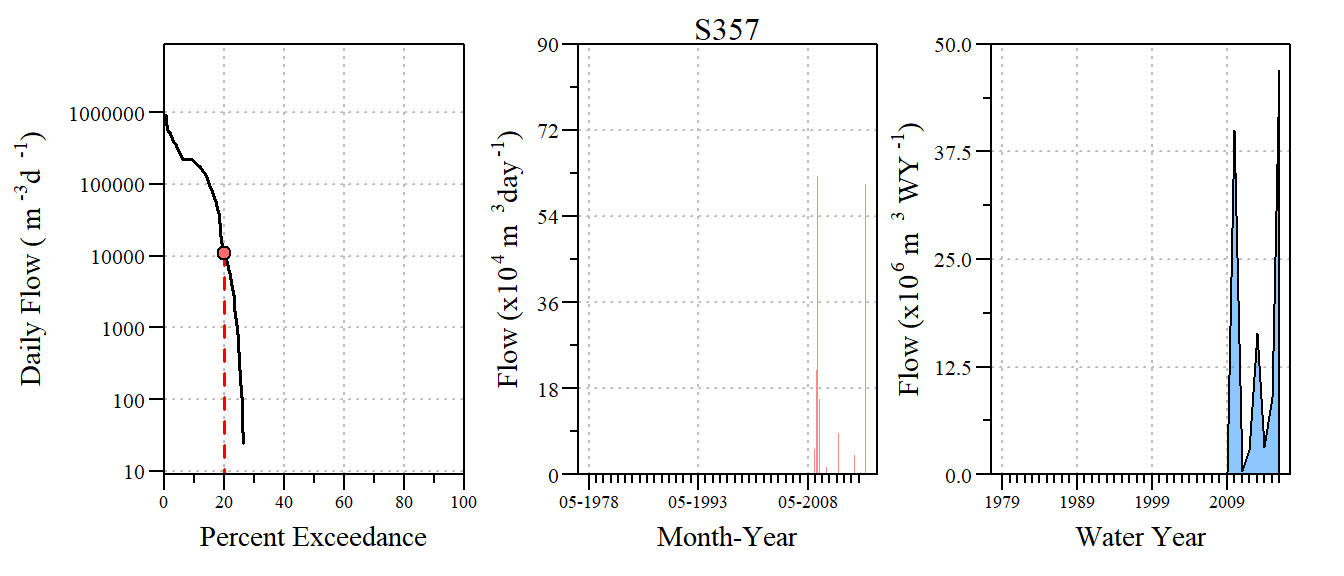 S357
Daily Flow ( m -3 d -1 )
1000000
100000
10000
1000
100
10
0 20 40 60 80 100
Percent Exceedance
Flow (x10 4 m 3 day -1 )
90
72
54
36
18
0
05-1978 05-1993 05-2008
Month-Year
Flow (x10 6 m 3 WY -1 )
50.0
37.5
25.0
12.5
0.0
1979 1989 1999 2009
Water Year